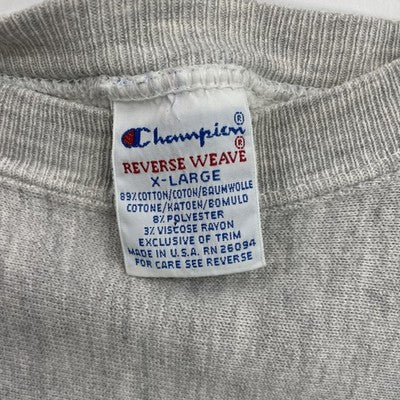 Champion®
REVERSE WEAVE®
X-LARGE
89% COTTON/COTON/BAUMWOLLE
COTONE/KATOEN/BOMULD
8% POLYESTER
3% VISCOSE RAYON
EXCLUSIVE OF TRIM
MADE IN U.S.A. RN 26094
FOR CARE SEE REVERSE